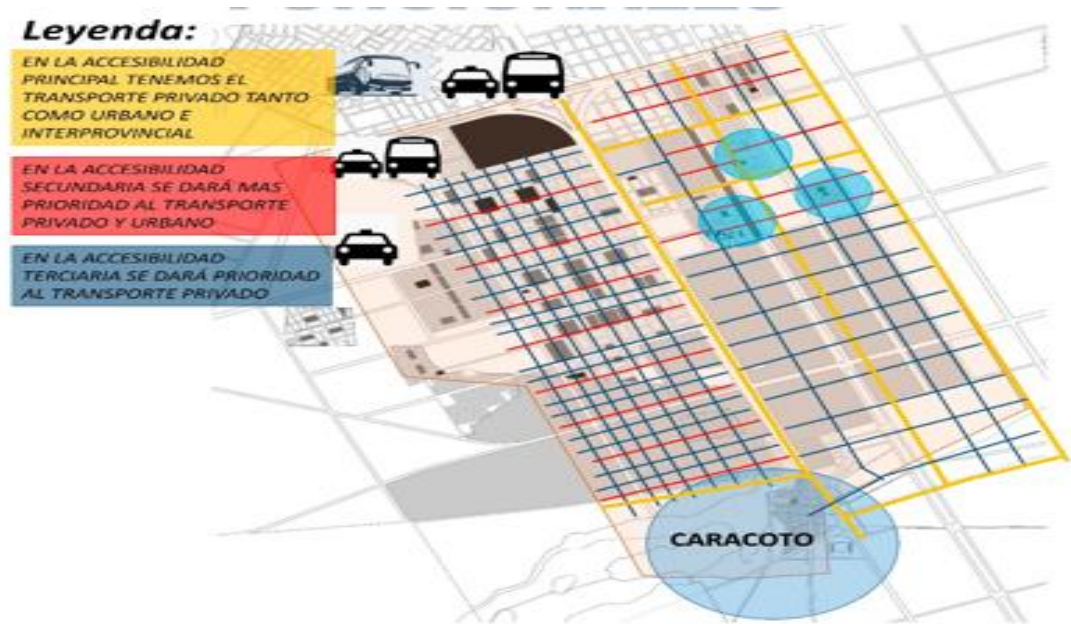 Leyenda:
EN LA ACCESIBILIDAD
PRINCIPAL TENEMOS EL
TRANSPORTE PRIVADO TANTO
COMO URBANO E
INTERPROVINCIAL
EN LA ACCESIBILIDAD
SECUNDARIA SE DARÁ MAS
PRIORIDAD AL TRANSPORTE
PRIVADO Y URBANO
EN LA ACCESIBILIDAD
TERCIARIA SE DARÁ PRIORIDAD
AL TRANSPORTE PRIVADO
CARACOTO